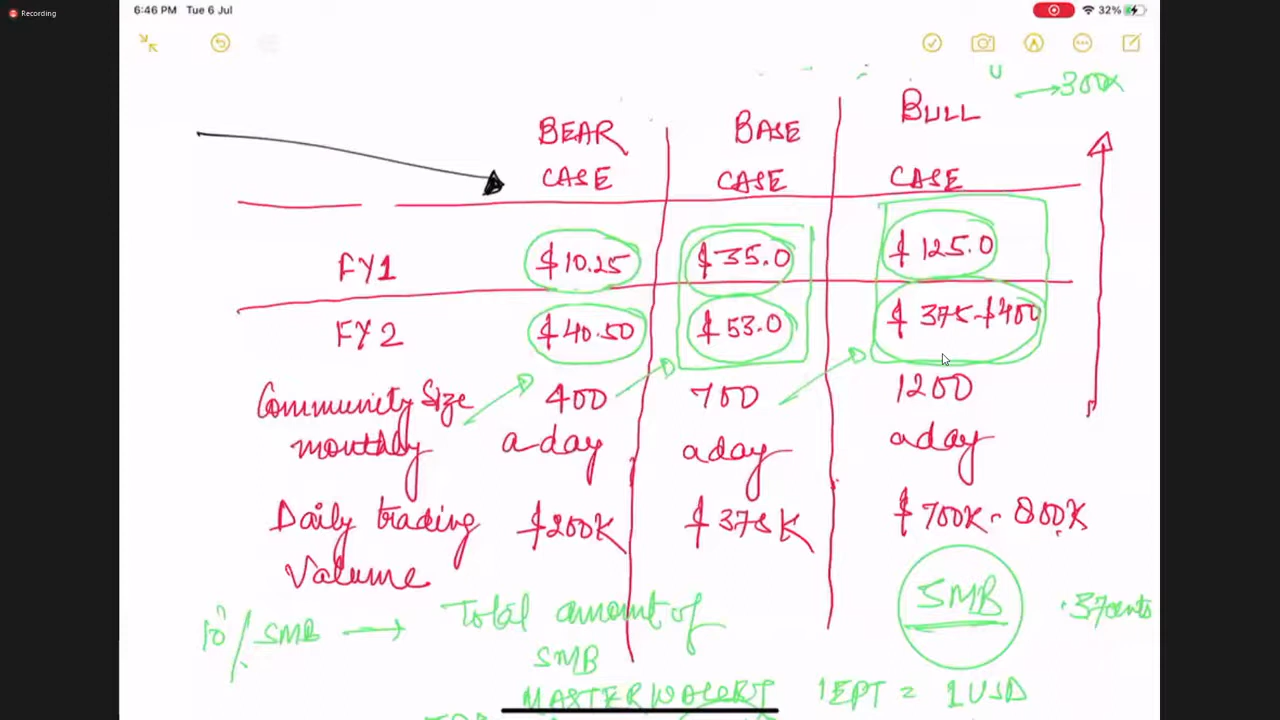 Recording
6:46 PM Tue 6 Jul
32%
300x
BEAR CASE
BASE CASE
BULL CASE
FY1 $10.25 $35.0 $125.0
FY2 $40.50 $53.0 $375-$400
Community Size monthly
400 a day
700 a day
1200 a day
Daily trading Volume
$200K
$375K
$700K - 800K
10% SMB
Total amount of
SMB
MASTER WALLET
SMB
.37cents
1EPT = 1USD